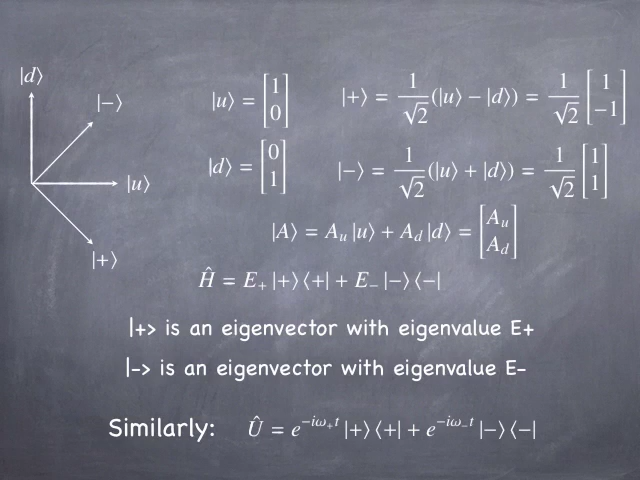 |d⟩
|−⟩
|u⟩
|+⟩
|u⟩ = [1 0]
|+⟩ = 1/√2 (|u⟩ − |d⟩) = 1/√2 [1 −1]
|d⟩ = [0 1]
|−⟩ = 1/√2 (|u⟩ + |d⟩) = 1/√2 [1 1]
|A⟩ = A_u |u⟩ + A_d |d⟩ = [A_u A_d]
Ĥ = E₊ |+⟩ ⟨+| + E₋ |−⟩ ⟨−|
|+> is an eigenvector with eigenvalue E+
|-> is an eigenvector with eigenvalue E-
Similarly: Û = e^{−iω₊t} |+⟩ ⟨+| + e^{−iω₋t} |−⟩ ⟨−|